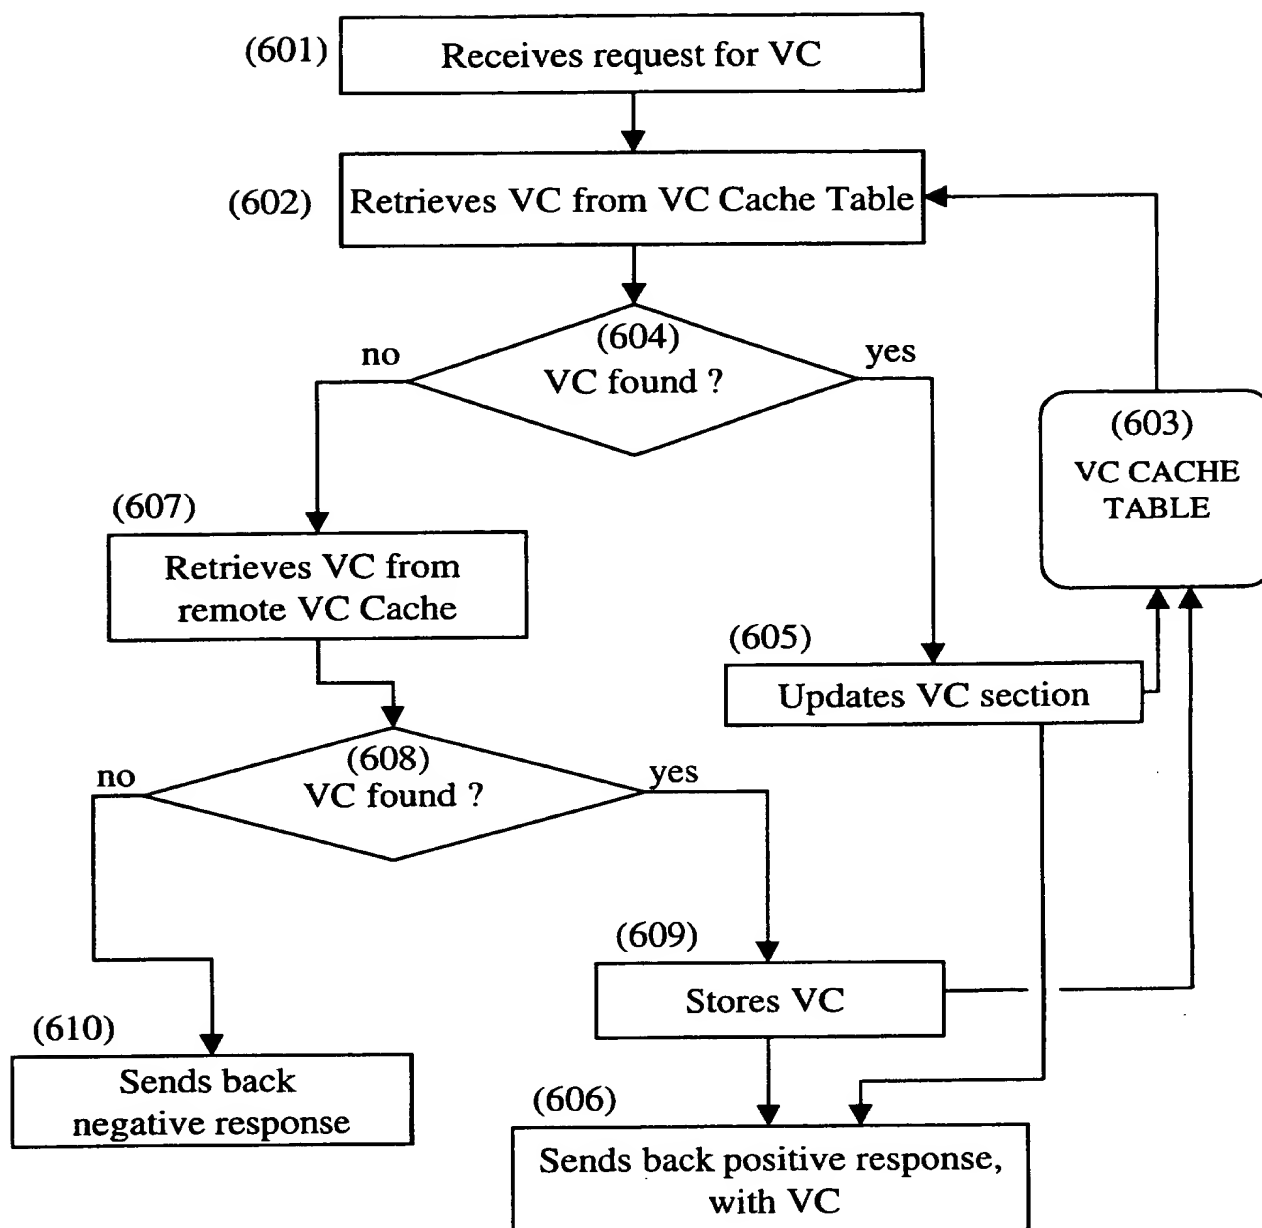 (601)
Receives request for VC
(602)
Retrieves VC from VC Cache Table
(604)
no
yes
VC found ?
(603)
VC CACHE
TABLE
(607)
Retrieves VC from
remote VC Cache
(605)
Updates VC section
(608)
no
yes
VC found ?
(609)
Stores VC
(610)
Sends back
negative response
(606)
Sends back positive response,
with VC